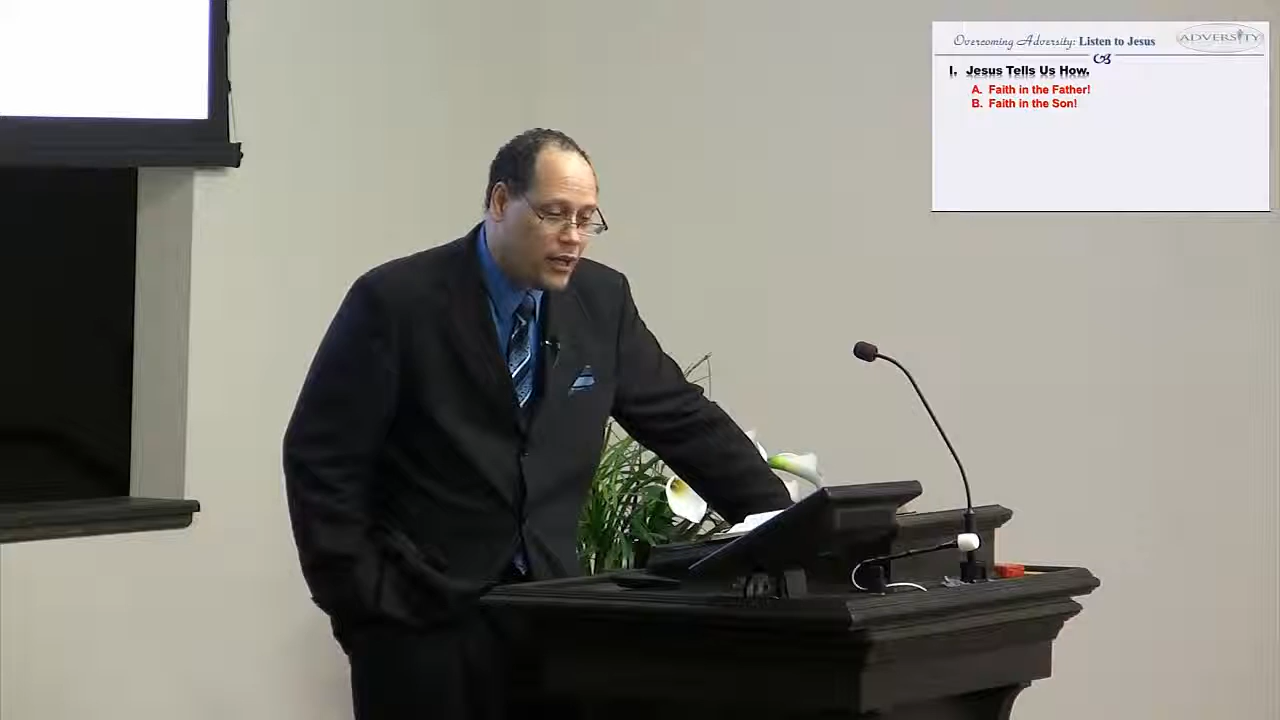 Overcoming Adversity: Listen to Jesus
ADVERSITY
I. Jesus Tells Us How.
A. Faith in the Father!
B. Faith in the Son!